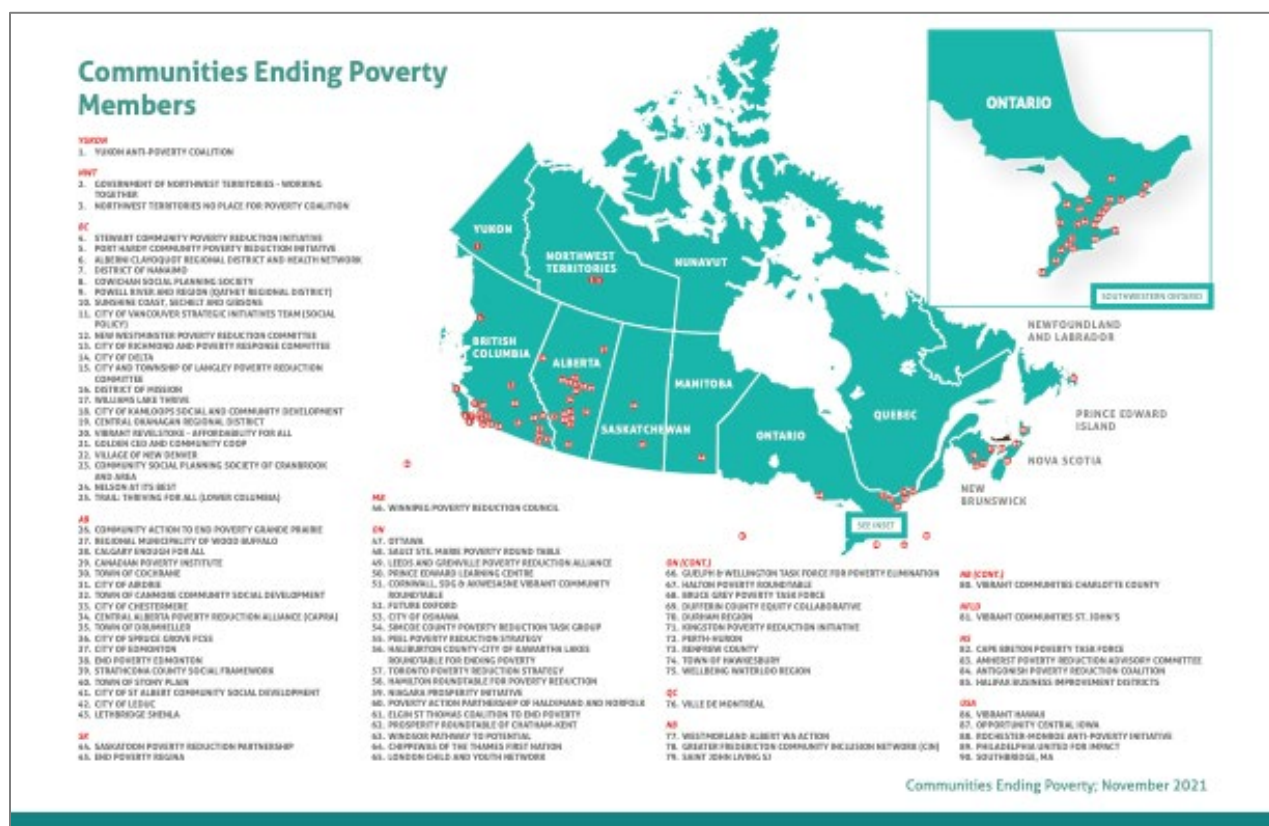 Communities Ending Poverty
Members
YUKON
1. YUKON ANTI-POVERTY COALITION
NWT
2. GOVERNMENT OF NORTHWEST TERRITORIES - WORKING
TOGETHER
3. NORTHWEST TERRITORIES NO PLACE FOR POVERTY COALITION
BC
4. STEWART COMMUNITY POVERTY REDUCTION INITIATIVE
5. PORT HARDY COMMUNITY POVERTY REDUCTION INITIATIVE
6. ALBERNI CLAYOQUOT REGIONAL DISTRICT AND HEALTH NETWORK
7. DISTRICT OF NANAIMO
8. COWICHAN SOCIAL PLANNING SOCIETY
9. POWELL RIVER AND REGION (QATHET REGIONAL DISTRICT)
10. SUNSHINE COAST, SECHELT AND GIBSONS
11. CITY OF VANCOUVER STRATEGIC INITIATIVES TEAM (SOCIAL
POLICY)
12. NEW WESTMINSTER POVERTY REDUCTION COMMITTEE
13. CITY OF RICHMOND AND POVERTY RESPONSE COMMITTEE
14. CITY OF DELTA
15. CITY AND TOWNSHIP OF LANGLEY POVERTY REDUCTION
COMMITTEE
16. DISTRICT OF MISSION
17. WILLIAMS LAKE THRIVE
18. CITY OF KAMLOOPS SOCIAL AND COMMUNITY DEVELOPMENT
19. CENTRAL OKANAGAN REGIONAL DISTRICT
20. VIBRANT REVELSTOKE - AFFORDABILITY FOR ALL
21. GOLDEN CED AND COMMUNITY COOP
22. VILLAGE OF NEW DENVER
23. COMMUNITY SOCIAL PLANNING SOCIETY OF CRANBROOK
AND AREA
24. NELSON AT ITS BEST
25. TRAIL: THRIVING FOR ALL (LOWER COLUMBIA)
AB
26. COMMUNITY ACTION TO END POVERTY GRANDE PRAIRIE
27. REGIONAL MUNICIPALITY OF WOOD BUFFALO
28. CALGARY ENOUGH FOR ALL
29. CANADIAN POVERTY INSTITUTE
30. TOWN OF COCHRANE
31. CITY OF AIRDRIE
32. TOWN OF CANMORE COMMUNITY SOCIAL DEVELOPMENT
33. CITY OF CHESTERMERE
34. CENTRAL ALBERTA POVERTY REDUCTION ALLIANCE (CAPRA)
35. TOWN OF DRUMHELLER
36. CITY OF SPRUCE GROVE FCSS
37. CITY OF EDMONTON
38. END POVERTY EDMONTON
39. STRATHCONA COUNTY SOCIAL FRAMEWORK
40. TOWN OF STONY PLAIN
41. CITY OF ST ALBERT COMMUNITY SOCIAL DEVELOPMENT
42. CITY OF LEDUC
43. LETHBRIDGE SHENLA
SK
44. SASKATOON POVERTY REDUCTION PARTNERSHIP
45. END POVERTY REGINA
MB
46. WINNIPEG POVERTY REDUCTION COUNCIL
ON
47. OTTAWA
48. SAULT STE. MARIE POVERTY ROUND TABLE
49. LEEDS AND GRENVILLE POVERTY REDUCTION ALLIANCE
50. PRINCE EDWARD LEARNING CENTRE
51. CORNWALL, SDG & AKWESASNE VIBRANT COMMUNITY
ROUNDTABLE
52. FUTURE OXFORD
53. CITY OF OSHAWA
54. SIMCOE COUNTY POVERTY REDUCTION TASK GROUP
55. PEEL POVERTY REDUCTION STRATEGY
56. HALIBURTON COUNTY-CITY OF KAWARTHA LAKES
ROUNDTABLE FOR ENDING POVERTY
57. TORONTO POVERTY REDUCTION STRATEGY
58. HAMILTON ROUNDTABLE FOR POVERTY REDUCTION
59. NIAGARA PROSPERITY INITIATIVE
60. POVERTY ACTION PARTNERSHIP OF HALDIMAND AND NORFOLK
61. ELGIN ST THOMAS COALITION TO END POVERTY
62. PROSPERITY ROUNDTABLE OF CHATHAM-KENT
63. WINDSOR PATHWAY TO POTENTIAL
64. CHIPPEWAS OF THE THAMES FIRST NATION
65. LONDON CHILD AND YOUTH NETWORK
ON (CONT.)
66. GUELPH & WELLINGTON TASK FORCE FOR POVERTY ELIMINATION
67. HALTON POVERTY ROUNDTABLE
68. BRUCE GREY POVERTY TASK FORCE
69. DUFFERIN COUNTY EQUITY COLLABORATIVE
70. DURHAM REGION
71. KINGSTON POVERTY REDUCTION INITIATIVE
72. PERTH-HURON
73. RENFREW COUNTY
74. TOWN OF HAWKESBURY
75. WELLBEING WATERLOO REGION
QC
76. VILLE DE MONTRÉAL
NB
77. WESTMORLAND ALBERT WA ACTION
78. GREATER FREDERICTON COMMUNITY INCLUSION NETWORK (CIN)
79. SAINT JOHN LIVING SJ
NB (CONT.)
80. VIBRANT COMMUNITIES CHARLOTTE COUNTY
NFLD
81. VIBRANT COMMUNITIES ST. JOHN'S
NS
82. CAPE BRETON POVERTY TASK FORCE
83. AMHERST POVERTY REDUCTION ADVISORY COMMITTEE
84. ANTIGONISH POVERTY REDUCTION COALITION
85. HALIFAX BUSINESS IMPROVEMENT DISTRICTS
USA
86. VIBRANT HAWAII
87. OPPORTUNITY CENTRAL IOWA
88. ROCHESTER-MONROE ANTI-POVERTY INITIATIVE
89. PHILADELPHIA UNITED FOR IMPACT
90. SOUTHBRIDGE, MA
YUKON
NORTHWEST
TERRITORIES
NUNAVUT
BRITISH
COLUMBIA
ALBERTA
SASKATCHEWAN
MANITOBA
ONTARIO
QUEBEC
NEWFOUNDLAND
AND LABRADOR
PRINCE EDWARD
ISLAND
NOVA SCOTIA
NEW
BRUNSWICK
SEE INSET
ONTARIO
SOUTHWESTERN ONTARIO
Communities Ending Poverty; November 2021